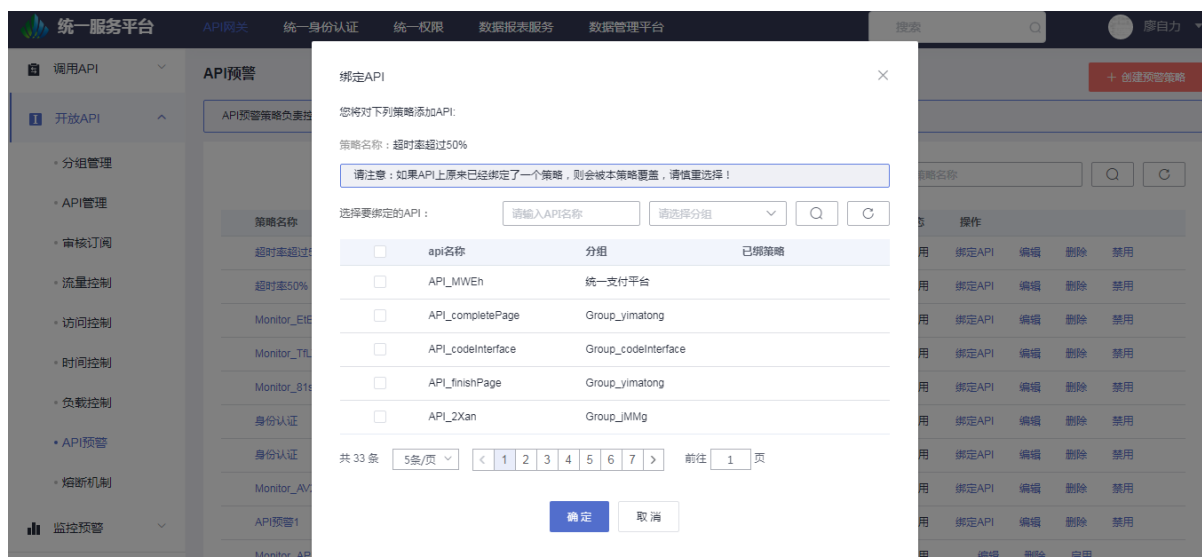 统一服务平台 API网关 统一身份认证 统一权限 数据报表服务 数据管理平台 搜索 廖自力
调用API
开放API
分组管理
API管理
审核订阅
流量控制
访问控制
时间控制
负载控制
API预警
熔断机制
监控预警
API预警
+ 创建预警策略
API预警策略负责控
策略名称
策略名称 操作
超时率超过5 用 绑定API 编辑 删除 禁用
超时率50% 用 绑定API 编辑 删除 禁用
Monitor_EtE 用 绑定API 编辑 删除 禁用
Monitor_TfL 用 绑定API 编辑 删除 禁用
Monitor_81s 用 绑定API 编辑 删除 禁用
身份认证 用 绑定API 编辑 删除 禁用
身份认证 用 绑定API 编辑 删除 禁用
Monitor_AV 用 绑定API 编辑 删除 禁用
API预警1 用 绑定API 编辑 删除 禁用
Monitor_AP 用 编辑 删除 启用
绑定API
您将对下列策略添加API:
策略名称：超时率超过50%
请注意：如果API上原来已经绑定了一个策略，则会被本策略覆盖，请慎重选择！
选择要绑定的API： 请输入API名称 请选择分组
api名称 分组 已绑策略
API_MWEh 统一支付平台
API_completePage Group_yimatong
API_codeInterface Group_codeInterface
API_finishPage Group_yimatong
API_2Xan Group_jMMg
共 33 条 5条/页 < 1 2 3 4 5 6 7 > 前往 1 页
确定 取消